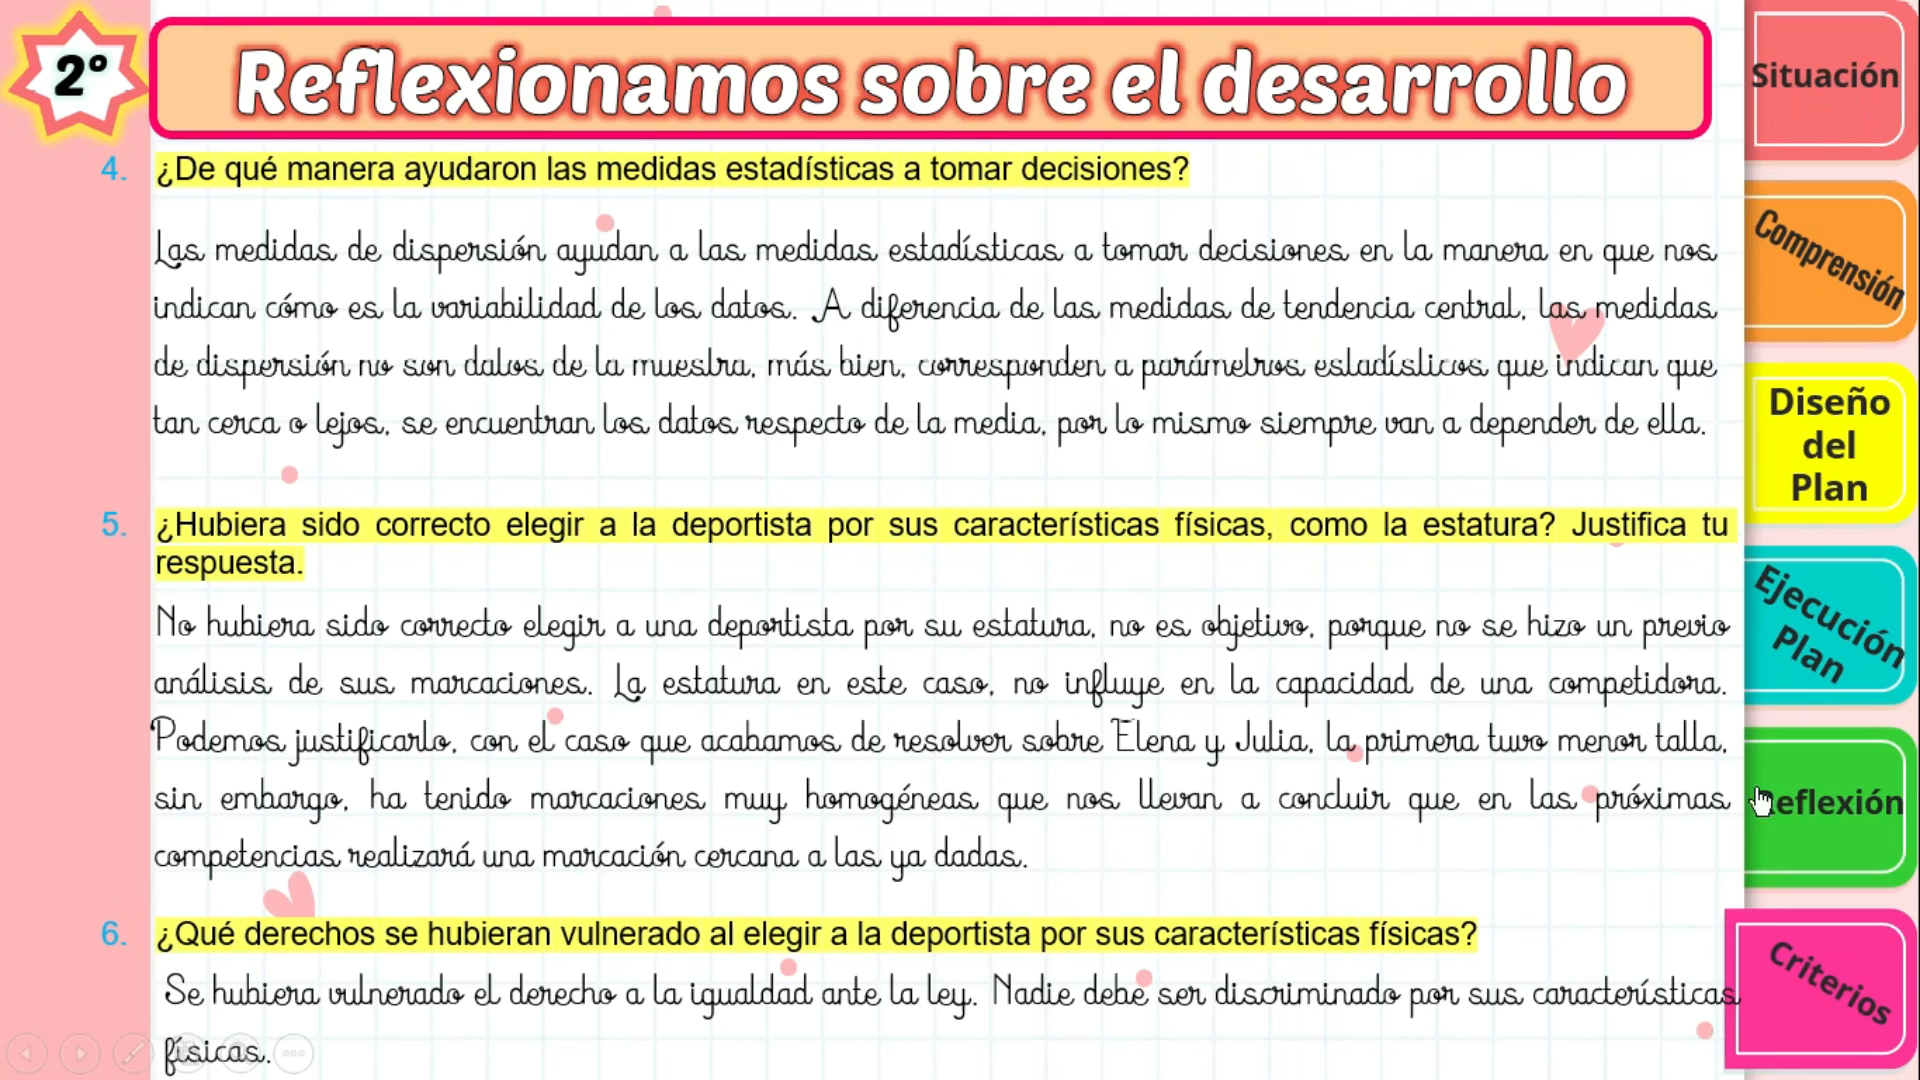 2°
Reflexionamos sobre el desarrollo
4. ¿De qué manera ayudaron las medidas estadísticas a tomar decisiones?
Las medidas de dispersión ayudan a las medidas estadísticas a tomar decisiones en la manera en que nos
indican cómo es la variabilidad de los datos. A diferencia de las medidas de tendencia central, las medidas
de dispersión no son datos de la muestra, más bien, corresponden a parámetros estadísticos que indican que
tan cerca o lejos, se encuentran los datos respecto de la media, por lo mismo siempre van a depender de ella.
5. ¿Hubiera sido correcto elegir a la deportista por sus características físicas, como la estatura? Justifica tu
respuesta.
No hubiera sido correcto elegir a una deportista por su estatura, no es objetivo, porque no se hizo un previo
análisis de sus marcaciones. La estatura en este caso, no influye en la capacidad de una competidora.
Podemos justificarlo, con el caso que acabamos de resolver sobre Elena y Julia, la primera tuvo menor talla,
sin embargo, ha tenido marcaciones muy homogéneas que nos llevan a concluir que en las próximas
competencias realizará una marcación cercana a las ya dadas.
6. ¿Qué derechos se hubieran vulnerado al elegir a la deportista por sus características físicas?
Se hubiera vulnerado el derecho a la igualdad ante la ley. Nadie debe ser discriminado por sus características
físicas.
Situación
Comprensión
Diseño
del
Plan
Ejecución
Plan
Reflexión
Criterios